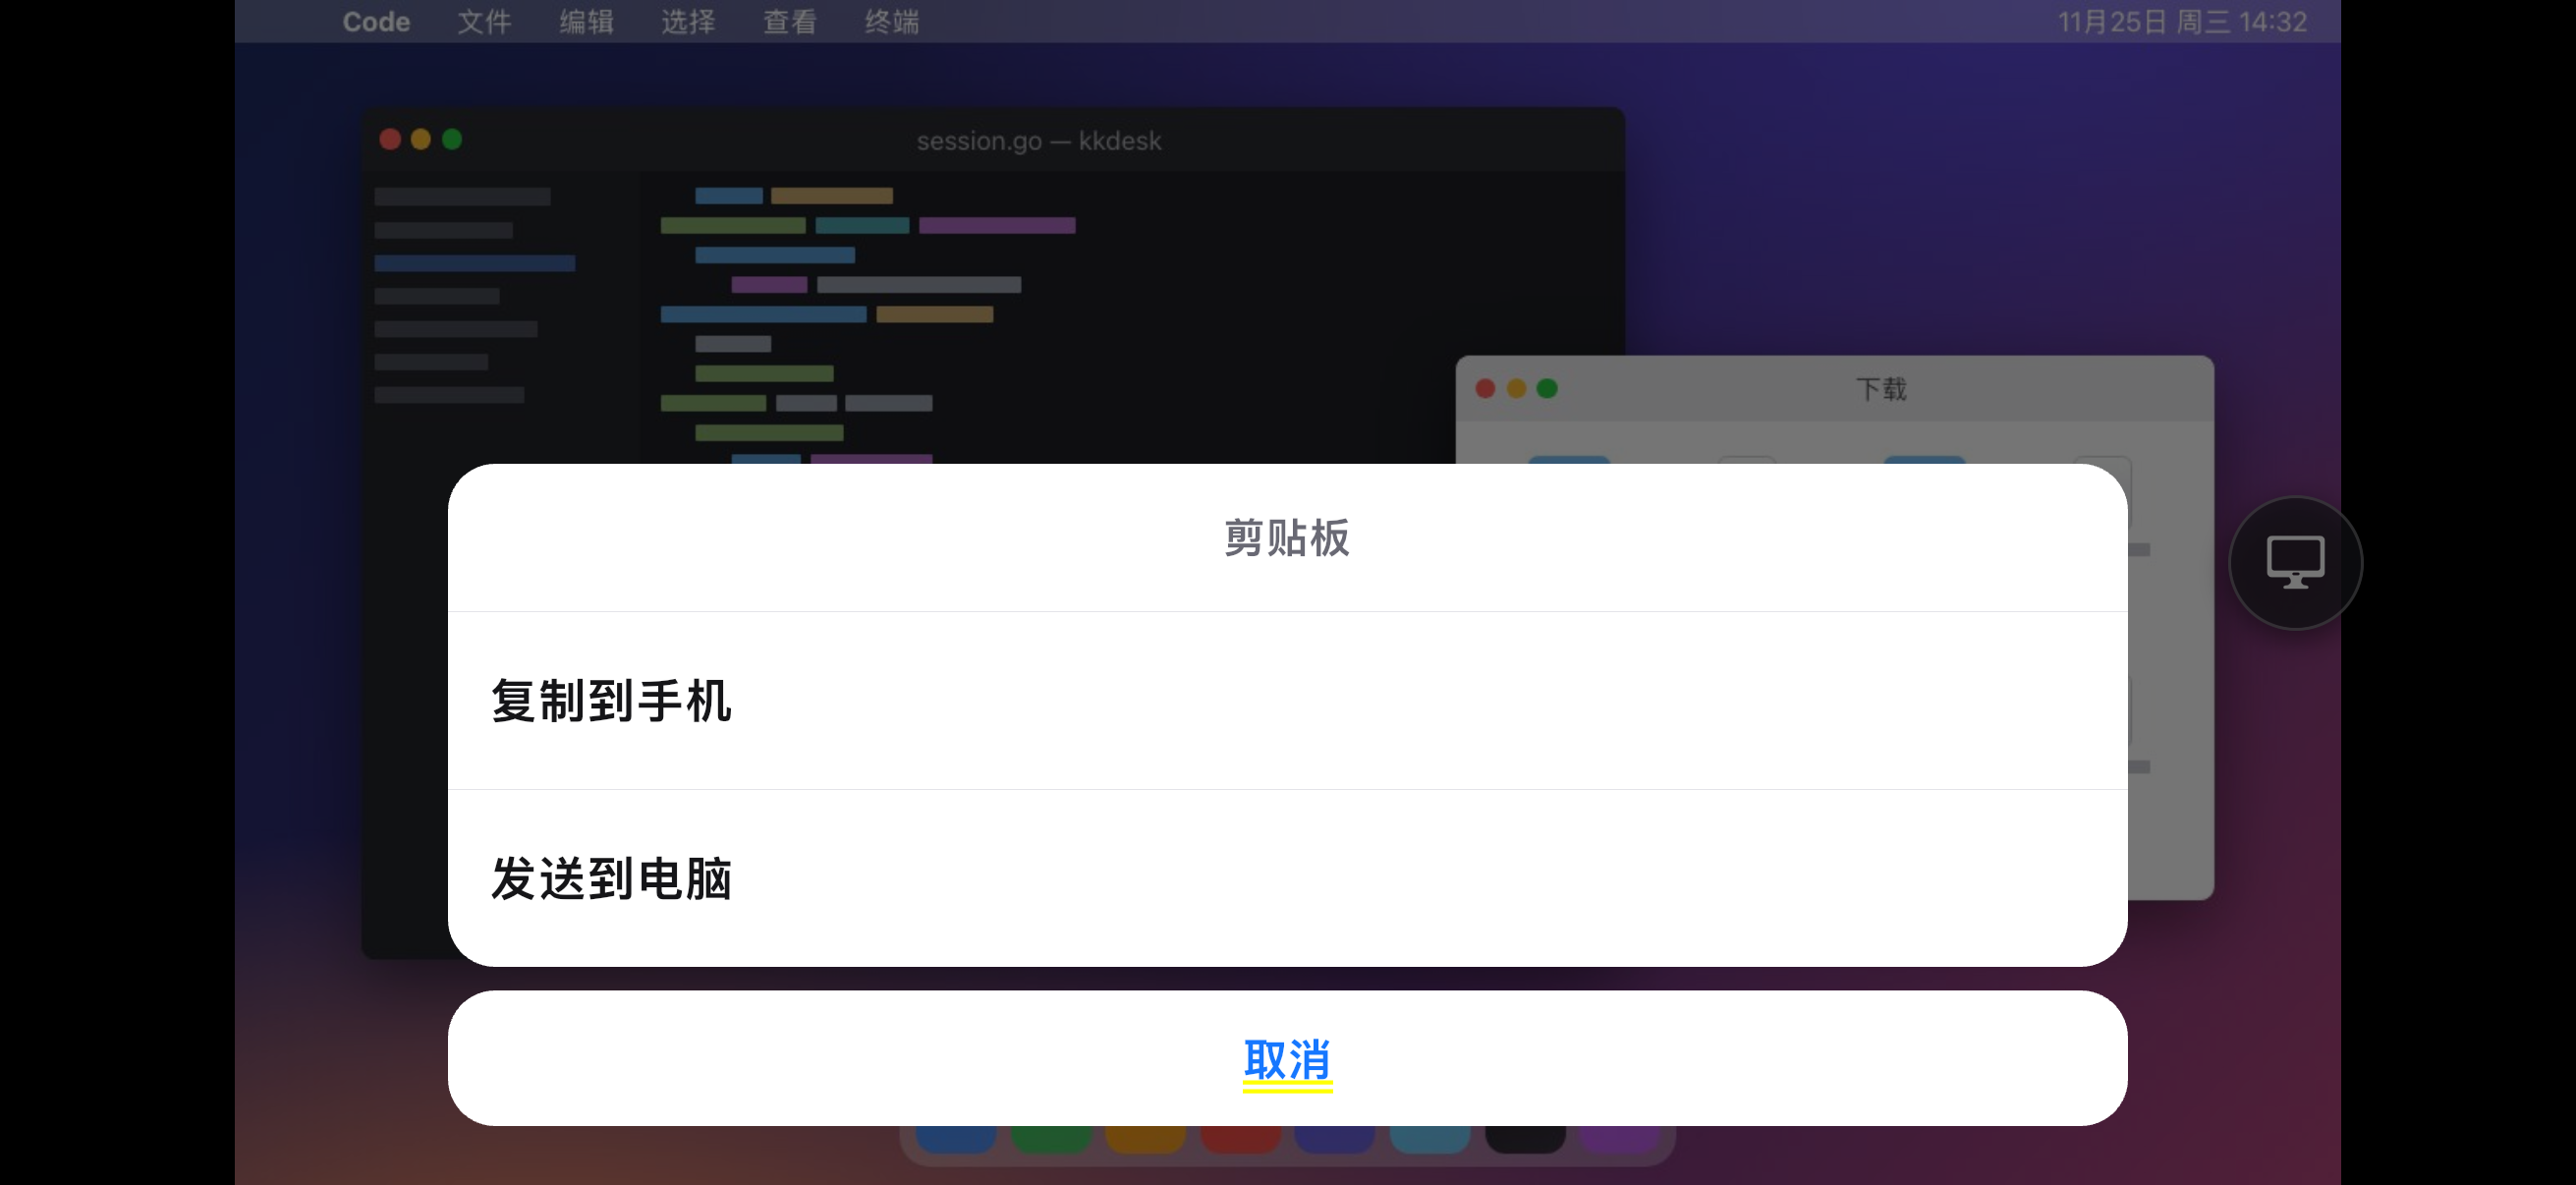 Code 文件 编辑 选择 查看 终端 11月25日 周三 14:32
session.go — kkdesk
下载
剪贴板
复制到手机
发送到电脑
取消